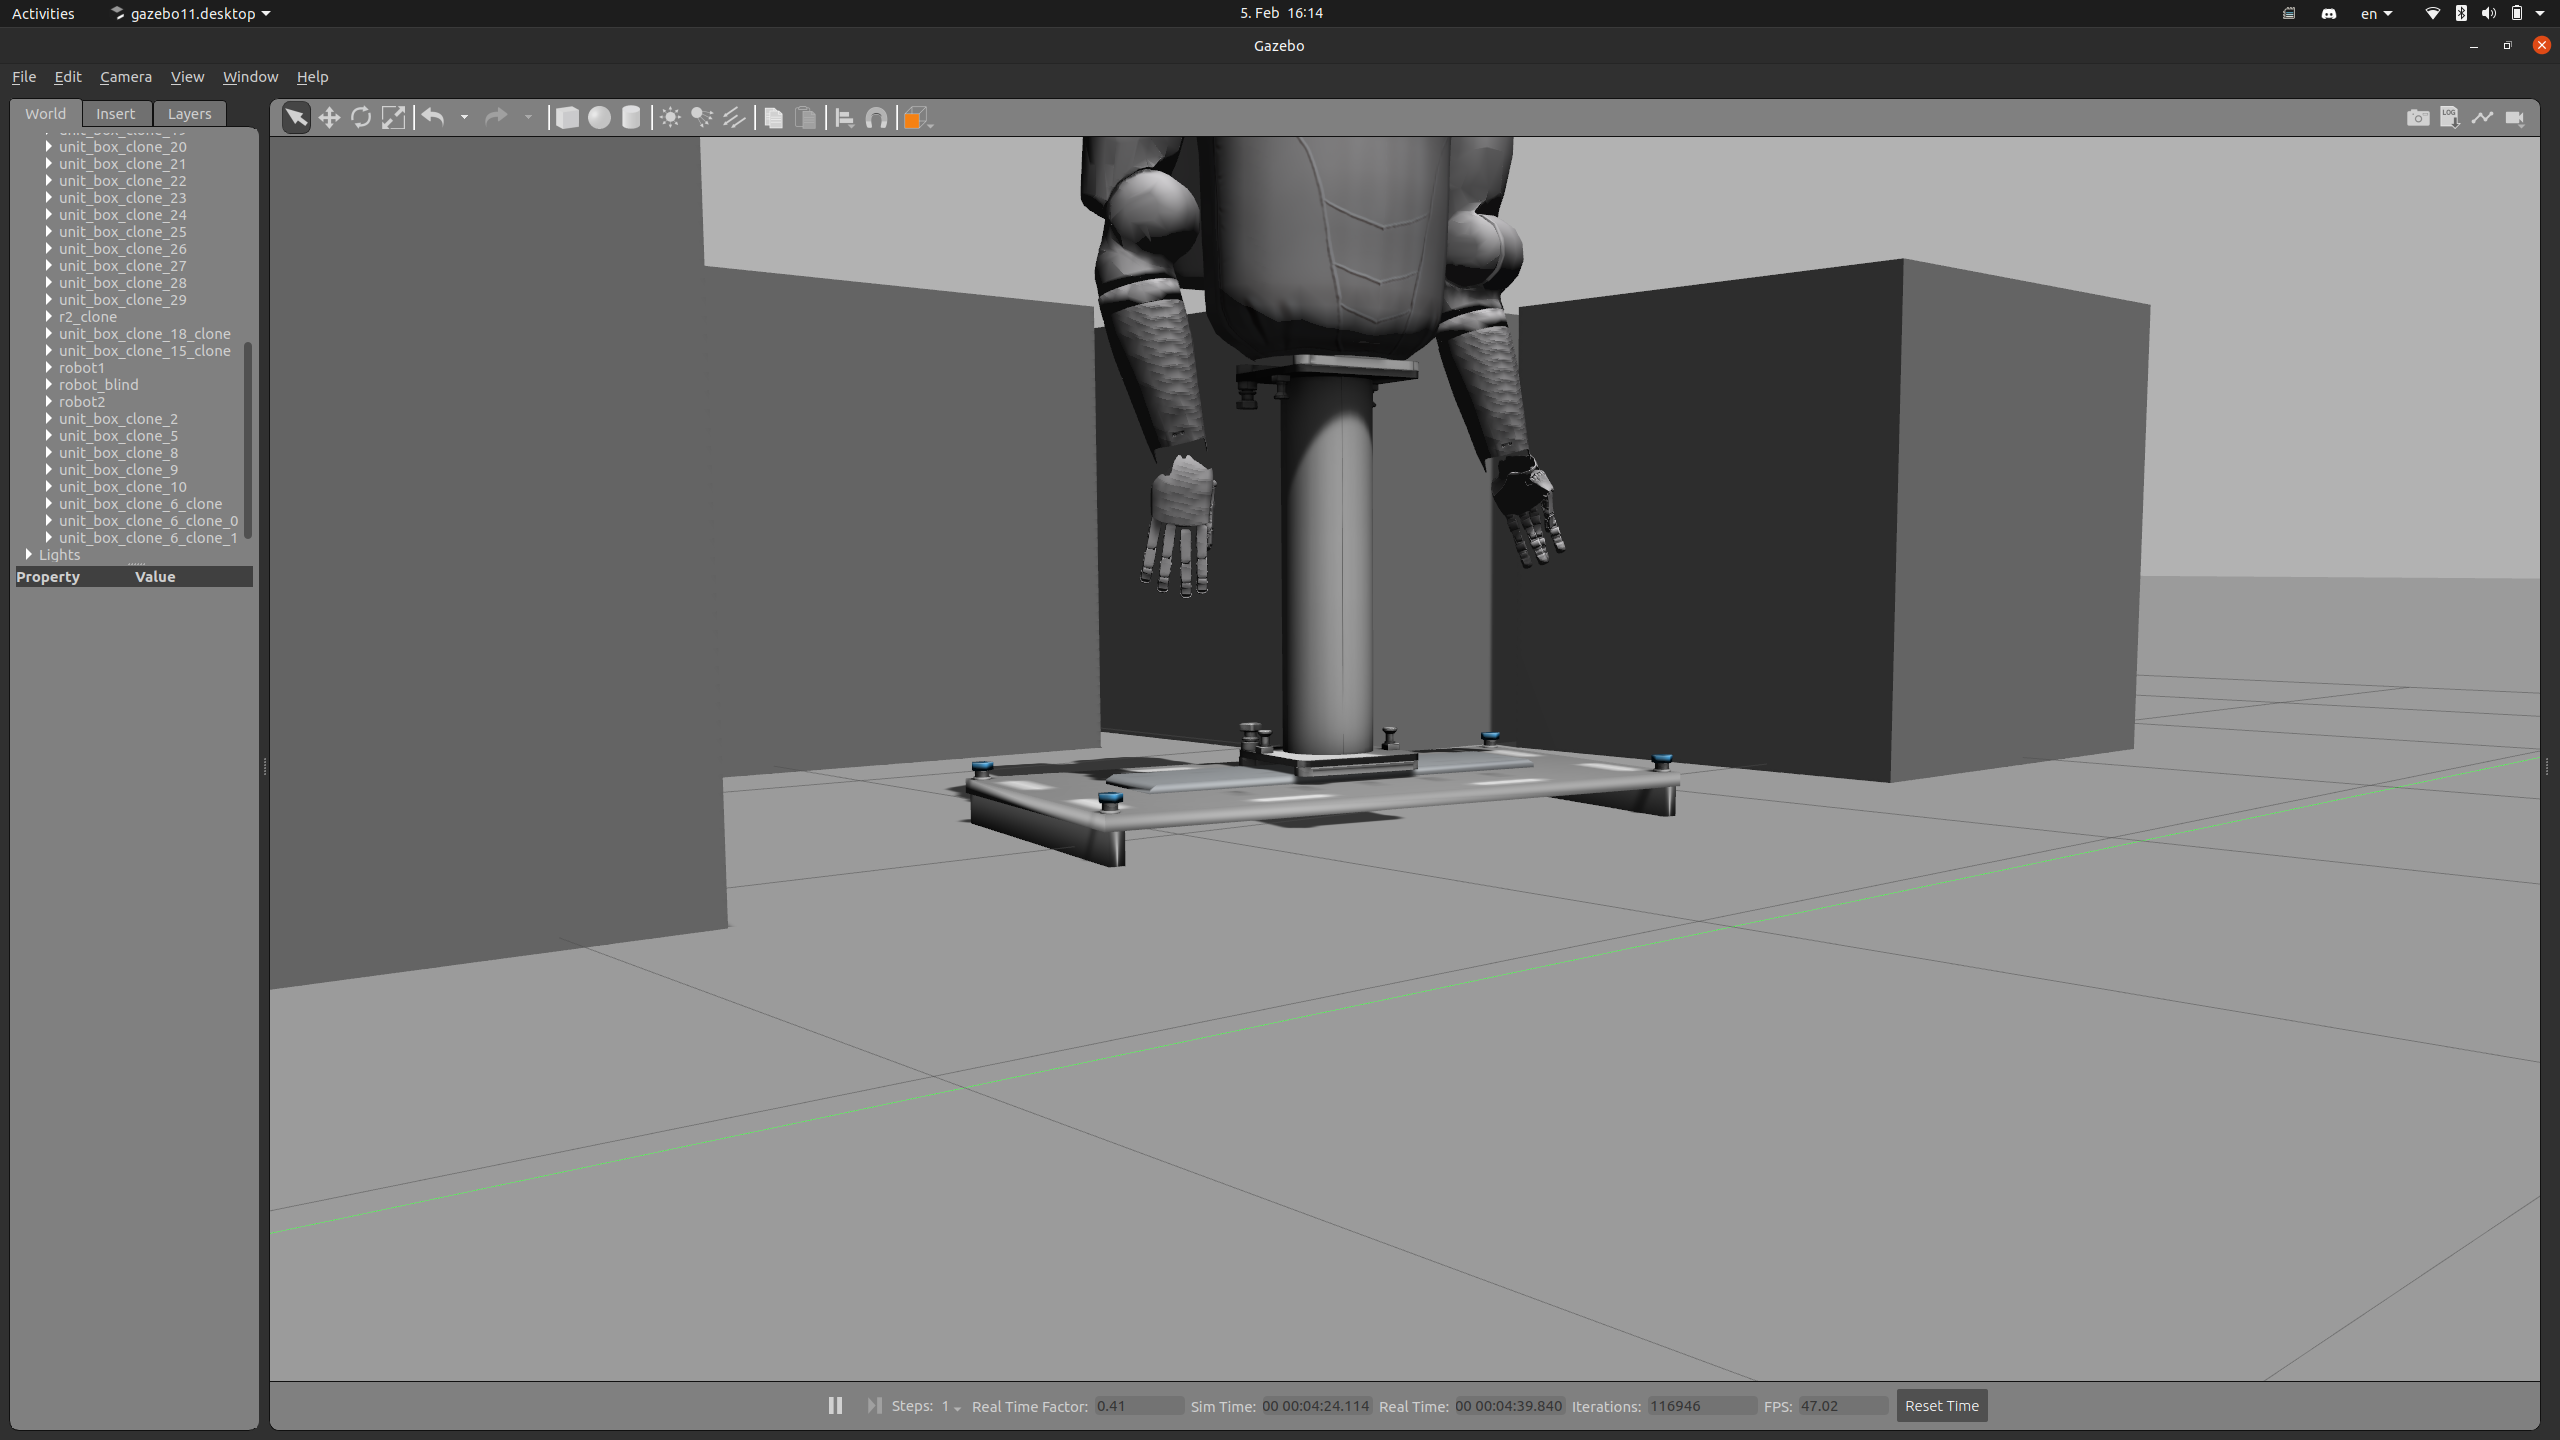 Activities gazebo11.desktop 5. Feb 16:14 en
Gazebo
File Edit Camera View Window Help
World Insert Layers
unit_box_clone_20
unit_box_clone_21
unit_box_clone_22
unit_box_clone_23
unit_box_clone_24
unit_box_clone_25
unit_box_clone_26
unit_box_clone_27
unit_box_clone_28
unit_box_clone_29
r2_clone
unit_box_clone_18_clone
unit_box_clone_15_clone
robot1
robot_blind
robot2
unit_box_clone_2
unit_box_clone_5
unit_box_clone_8
unit_box_clone_9
unit_box_clone_10
unit_box_clone_6_clone
unit_box_clone_6_clone_0
unit_box_clone_6_clone_1
Lights
Property Value
LOG
Steps: 1 Real Time Factor: 0.41 Sim Time: 00 00:04:24.114 Real Time: 00 00:04:39.840 Iterations: 116946 FPS: 47.02 Reset Time